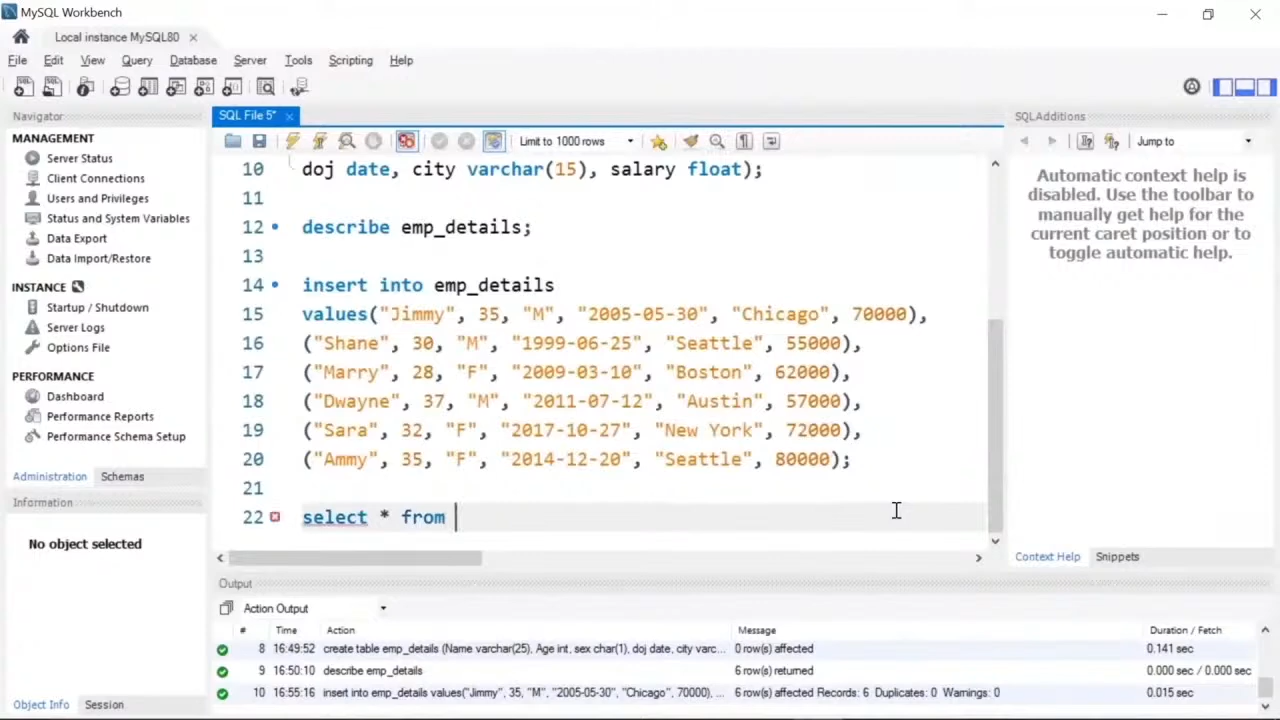 MySQL Workbench
Local instance MySQL80
File Edit View Query Database Server Tools Scripting Help
Navigator
MANAGEMENT
Server Status
Client Connections
Users and Privileges
Status and System Variables
Data Export
Data Import/Restore
INSTANCE
Startup / Shutdown
Server Logs
Options File
PERFORMANCE
Dashboard
Performance Reports
Performance Schema Setup
Administration Schemas
Information
No object selected
Object Info Session
SQL File 5*
Limit to 1000 rows
10 doj date, city varchar(15), salary float);
11
12 describe emp_details;
13
14 insert into emp_details
15 values("Jimmy", 35, "M", "2005-05-30", "Chicago", 70000),
16 ("Shane", 30, "M", "1999-06-25", "Seattle", 55000),
17 ("Marry", 28, "F", "2009-03-10", "Boston", 62000),
18 ("Dwayne", 37, "M", "2011-07-12", "Austin", 57000),
19 ("Sara", 32, "F", "2017-10-27", "New York", 72000),
20 ("Ammy", 35, "F", "2014-12-20", "Seattle", 80000);
21
22 select * from
SQLAdditions
Jump to
Automatic context help is
disabled. Use the toolbar to
manually get help for the
current caret position or to
toggle automatic help.
Context Help Snippets
Output
Action Output
# Time Action Message Duration / Fetch
8 16:49:52 create table emp_details (Name varchar(25), Age int, sex char(1), doj date, city varc... 0 row(s) affected 0.141 sec
9 16:50:10 describe emp_details 6 row(s) returned 0.000 sec / 0.000 sec
10 16:55:16 insert into emp_details values("Jimmy", 35, "M", "2005-05-30", "Chicago", 70000), ... 6 row(s) affected Records: 6 Duplicates: 0 Warnings: 0 0.015 sec